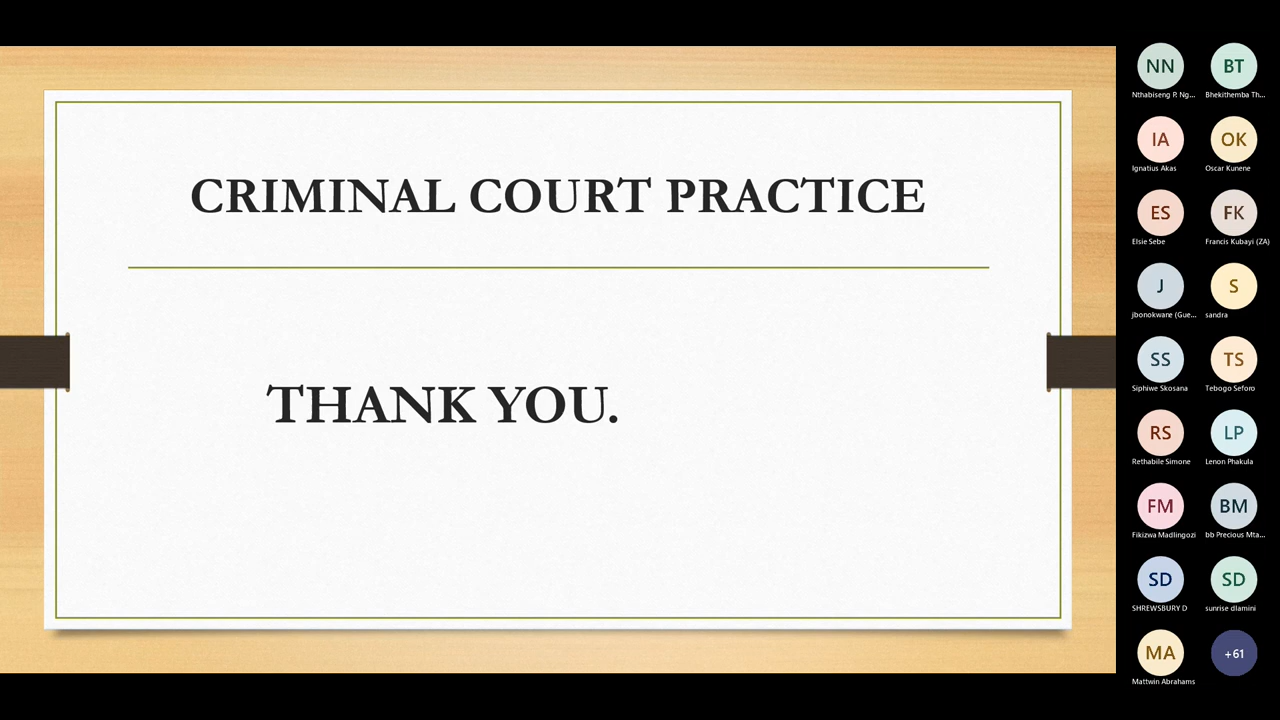 CRIMINAL COURT PRACTICE
THANK YOU.
NN
Nthabiseng P. Ng...
BT
Bhekithemba Th...
IA
Ignatius Akas
OK
Oscar Kunene
ES
Elsie Sebe
FK
Francis Kubayi (ZA)
J
jbonokwane (Gue...
S
sandra
SS
Siphiwe Skosana
TS
Tebogo Seforo
RS
Rethabile Simone
LP
Lenon Phakula
FM
Fikizwa Madlingozi
BM
bb Precious Mta...
SD
SHREWSBURY D
SD
sunrise dlamini
MA
Mattwin Abrahams
+61